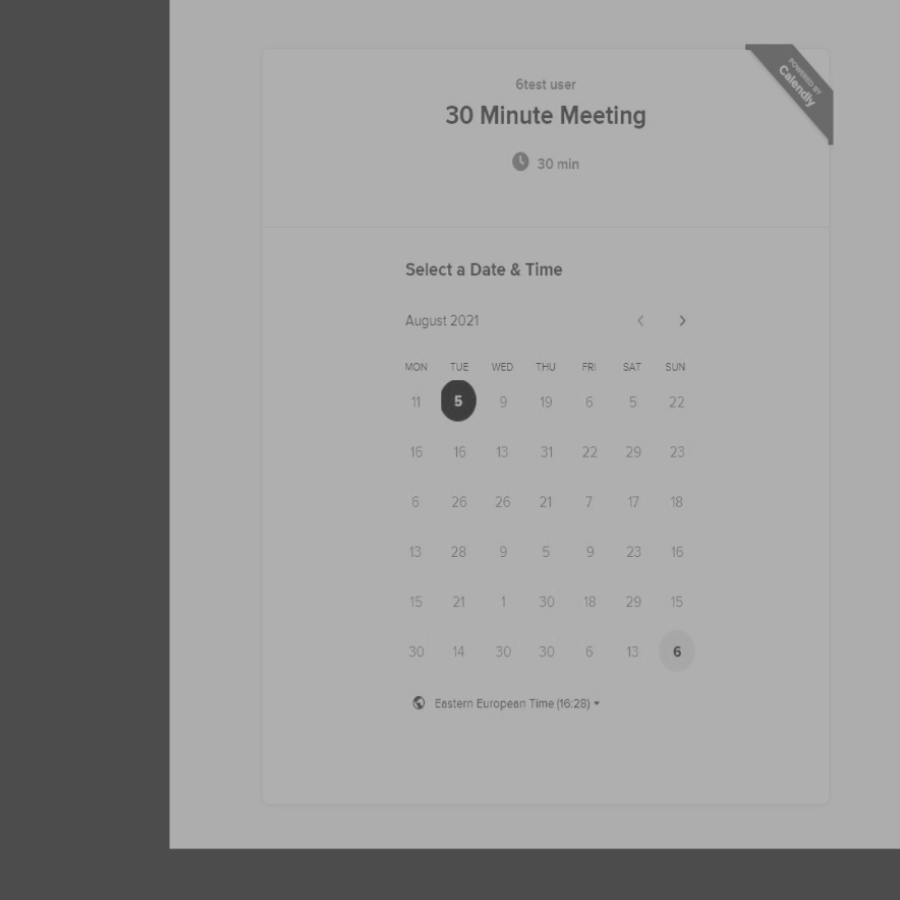 POWERED BY
Calendly
6test user
30 Minute Meeting
30 min
Select a Date & Time
August 2021
MON TUE WED THU FRI SAT SUN
11 5 9 19 6 5 22
16 16 13 31 22 29 23
6 26 26 21 7 17 18
13 28 9 5 9 23 16
15 21 1 30 18 29 15
30 14 30 30 6 13 6
Eastern European Time (16:28)